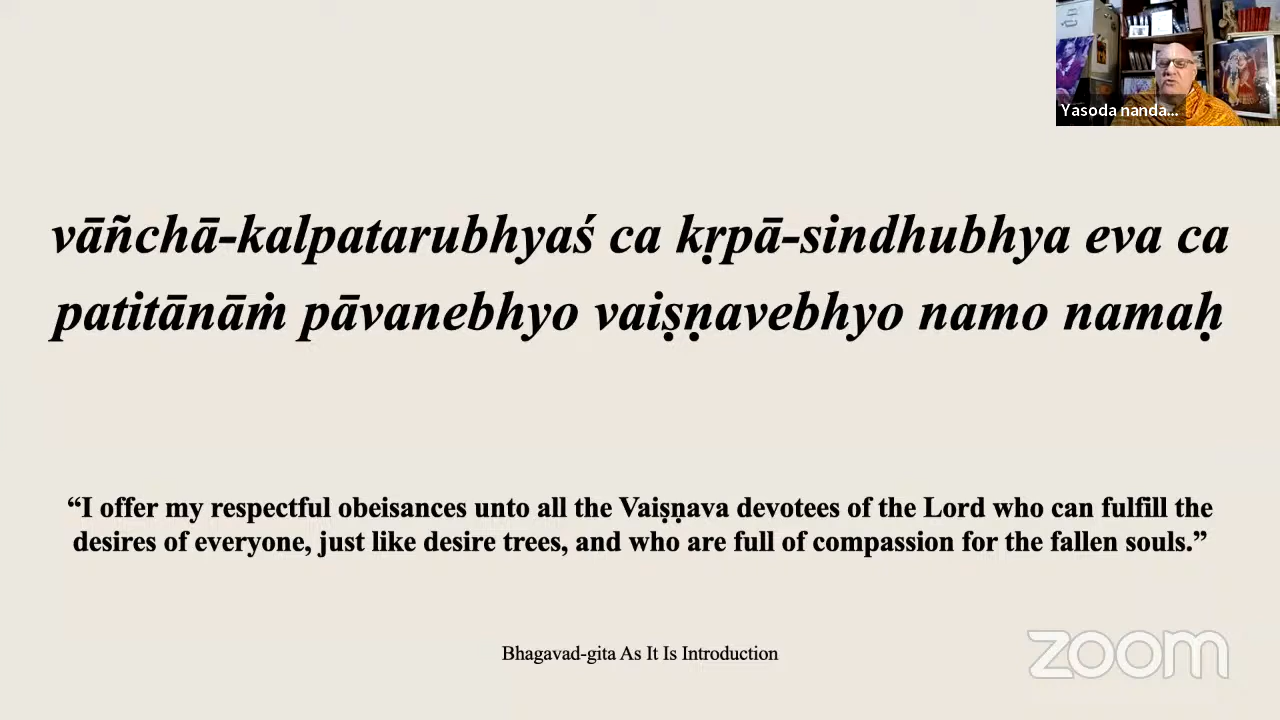 Yasoda nanda...
vāñchā-kalpatarubhyaś ca kṛpā-sindhubhya eva ca
patitānāṁ pāvanebhyo vaiṣṇavebhyo namo namaḥ
“I offer my respectful obeisances unto all the Vaiṣṇava devotees of the Lord who can fulfill the
desires of everyone, just like desire trees, and who are full of compassion for the fallen souls.”
Bhagavad-gita As It Is Introduction
zoom